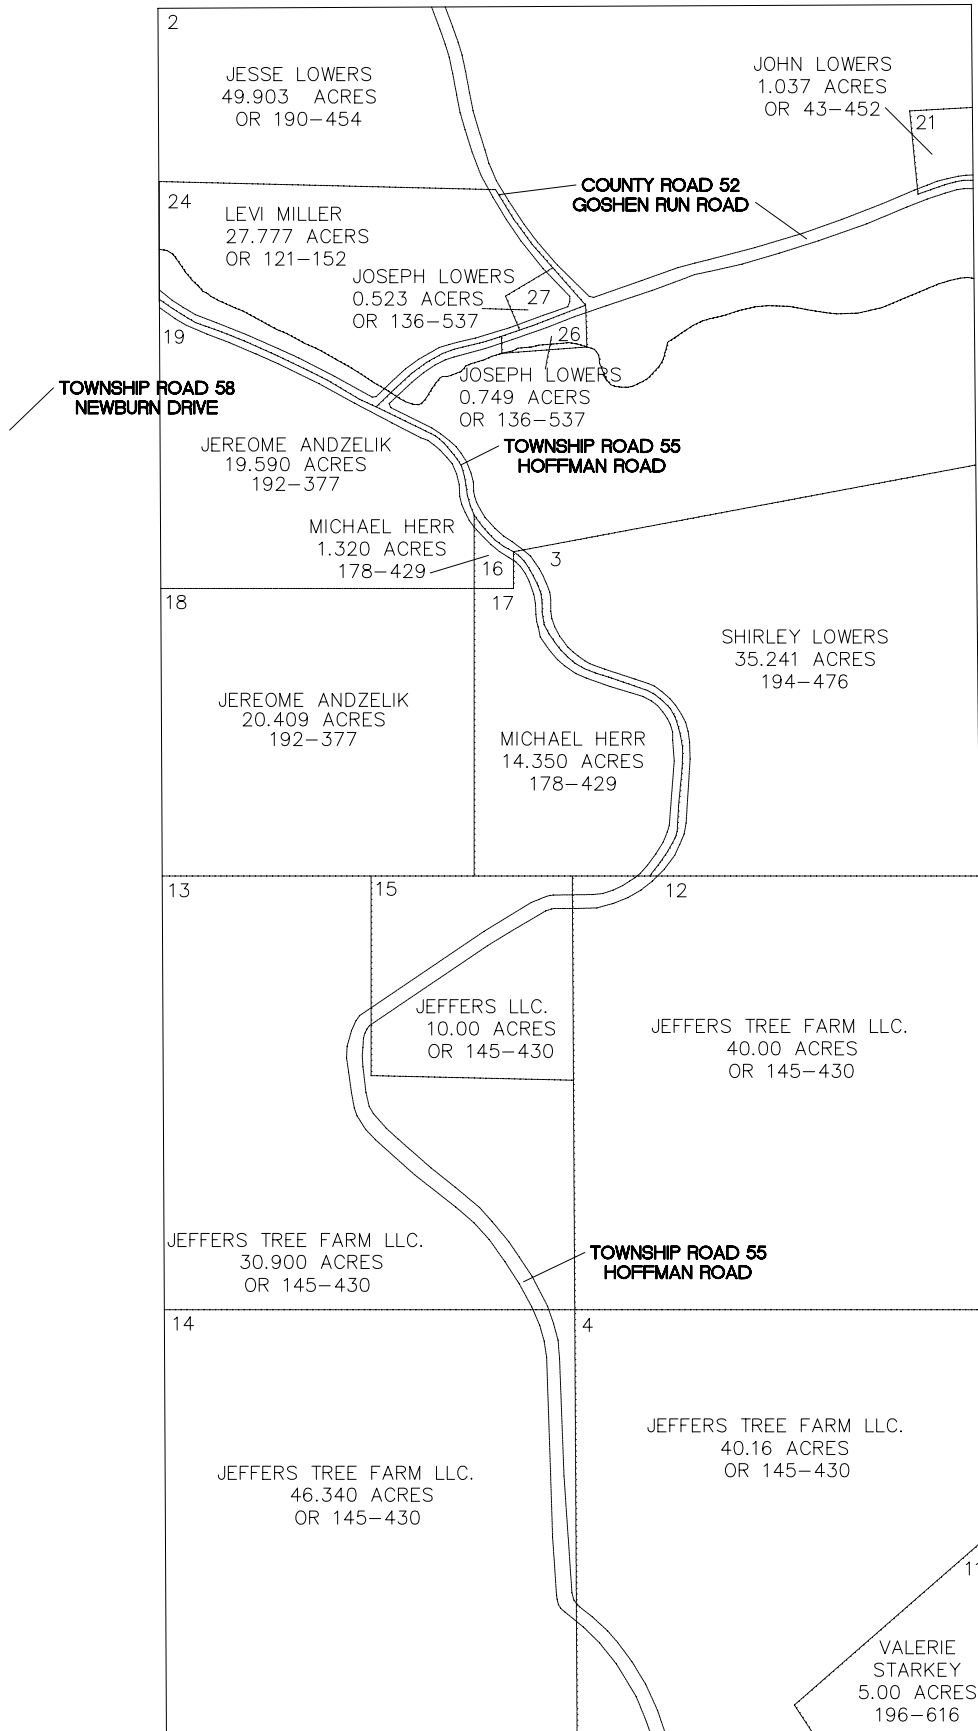 2
JESSE LOWERS
49.903 ACRES
OR 190-454
JOHN LOWERS
1.037 ACRES
OR 43-452
21
COUNTY ROAD 52
GOSHEN RUN ROAD
24
LEVI MILLER
27.777 ACERS
OR 121-152
JOSEPH LOWERS
0.523 ACERS
OR 136-537
27
26
19
JOSEPH LOWERS
0.749 ACERS
OR 136-537
TOWNSHIP ROAD 58
NEWBURN DRIVE
JEREOME ANDZELIK
19.590 ACRES
192-377
TOWNSHIP ROAD 55
HOFFMAN ROAD
MICHAEL HERR
1.320 ACRES
178-429
16
3
18
17
SHIRLEY LOWERS
35.241 ACRES
194-476
JEREOME ANDZELIK
20.409 ACRES
192-377
MICHAEL HERR
14.350 ACRES
178-429
13
15
12
JEFFERS LLC.
10.00 ACRES
OR 145-430
JEFFERS TREE FARM LLC.
40.00 ACRES
OR 145-430
JEFFERS TREE FARM LLC.
30.900 ACRES
OR 145-430
TOWNSHIP ROAD 55
HOFFMAN ROAD
14
4
JEFFERS TREE FARM LLC.
40.16 ACRES
OR 145-430
JEFFERS TREE FARM LLC.
46.340 ACRES
OR 145-430
VALERIE
STARKEY
5.00 ACRES
196-616